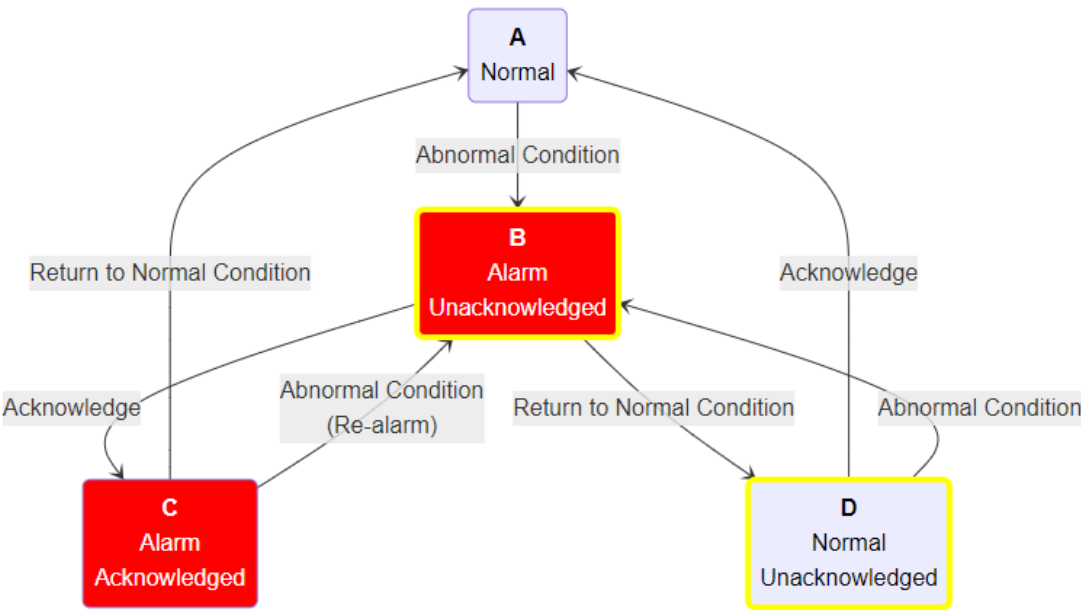 A
Normal
Abnormal Condition
B
Alarm
Unacknowledged
Return to Normal Condition
Acknowledge
Acknowledge
Abnormal Condition
(Re-alarm)
Return to Normal Condition
Abnormal Condition
C
Alarm
Acknowledged
D
Normal
Unacknowledged